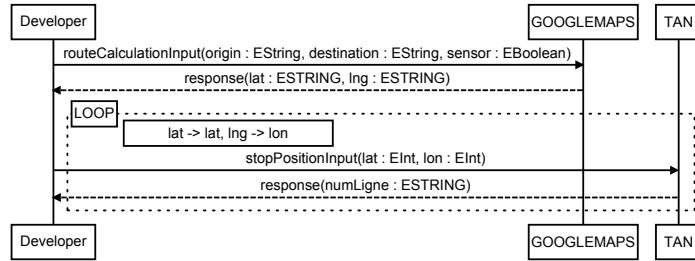 Developer GOOGLEMAPS TAN
routeCalculationInput(origin : EString, destination : EString, sensor : EBoolean)
response(lat : ESTRING, lng : ESTRING)
LOOP
lat -> lat, lng -> lon
stopPositionInput(lat : EInt, lon : EInt)
response(numLigne : ESTRING)
Developer GOOGLEMAPS TAN